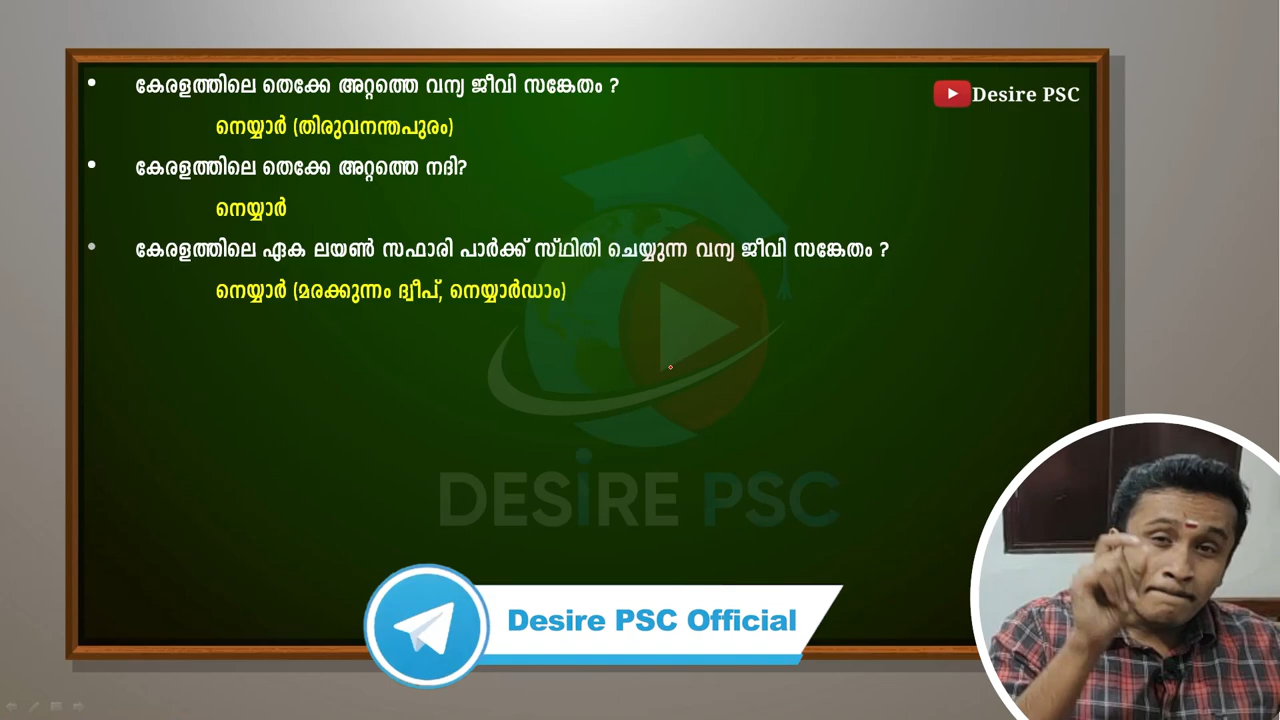 • കേരളത്തിലെ തെക്കേ അറ്റത്തെ വന്യ ജീവി സങ്കേതം ?
നെയ്യാർ (തിരുവനന്തപുരം)
• കേരളത്തിലെ തെക്കേ അറ്റത്തെ നദി?
നെയ്യാർ
• കേരളത്തിലെ ഏക ലയൺ സഫാരി പാർക്ക് സ്ഥിതി ചെയ്യുന്ന വന്യ ജീവി സങ്കേതം ?
നെയ്യാർ (മരക്കുന്നം ദ്വീപ്, നെയ്യാർഡാം)
Desire PSC
DESiRE PSC
Desire PSC Official